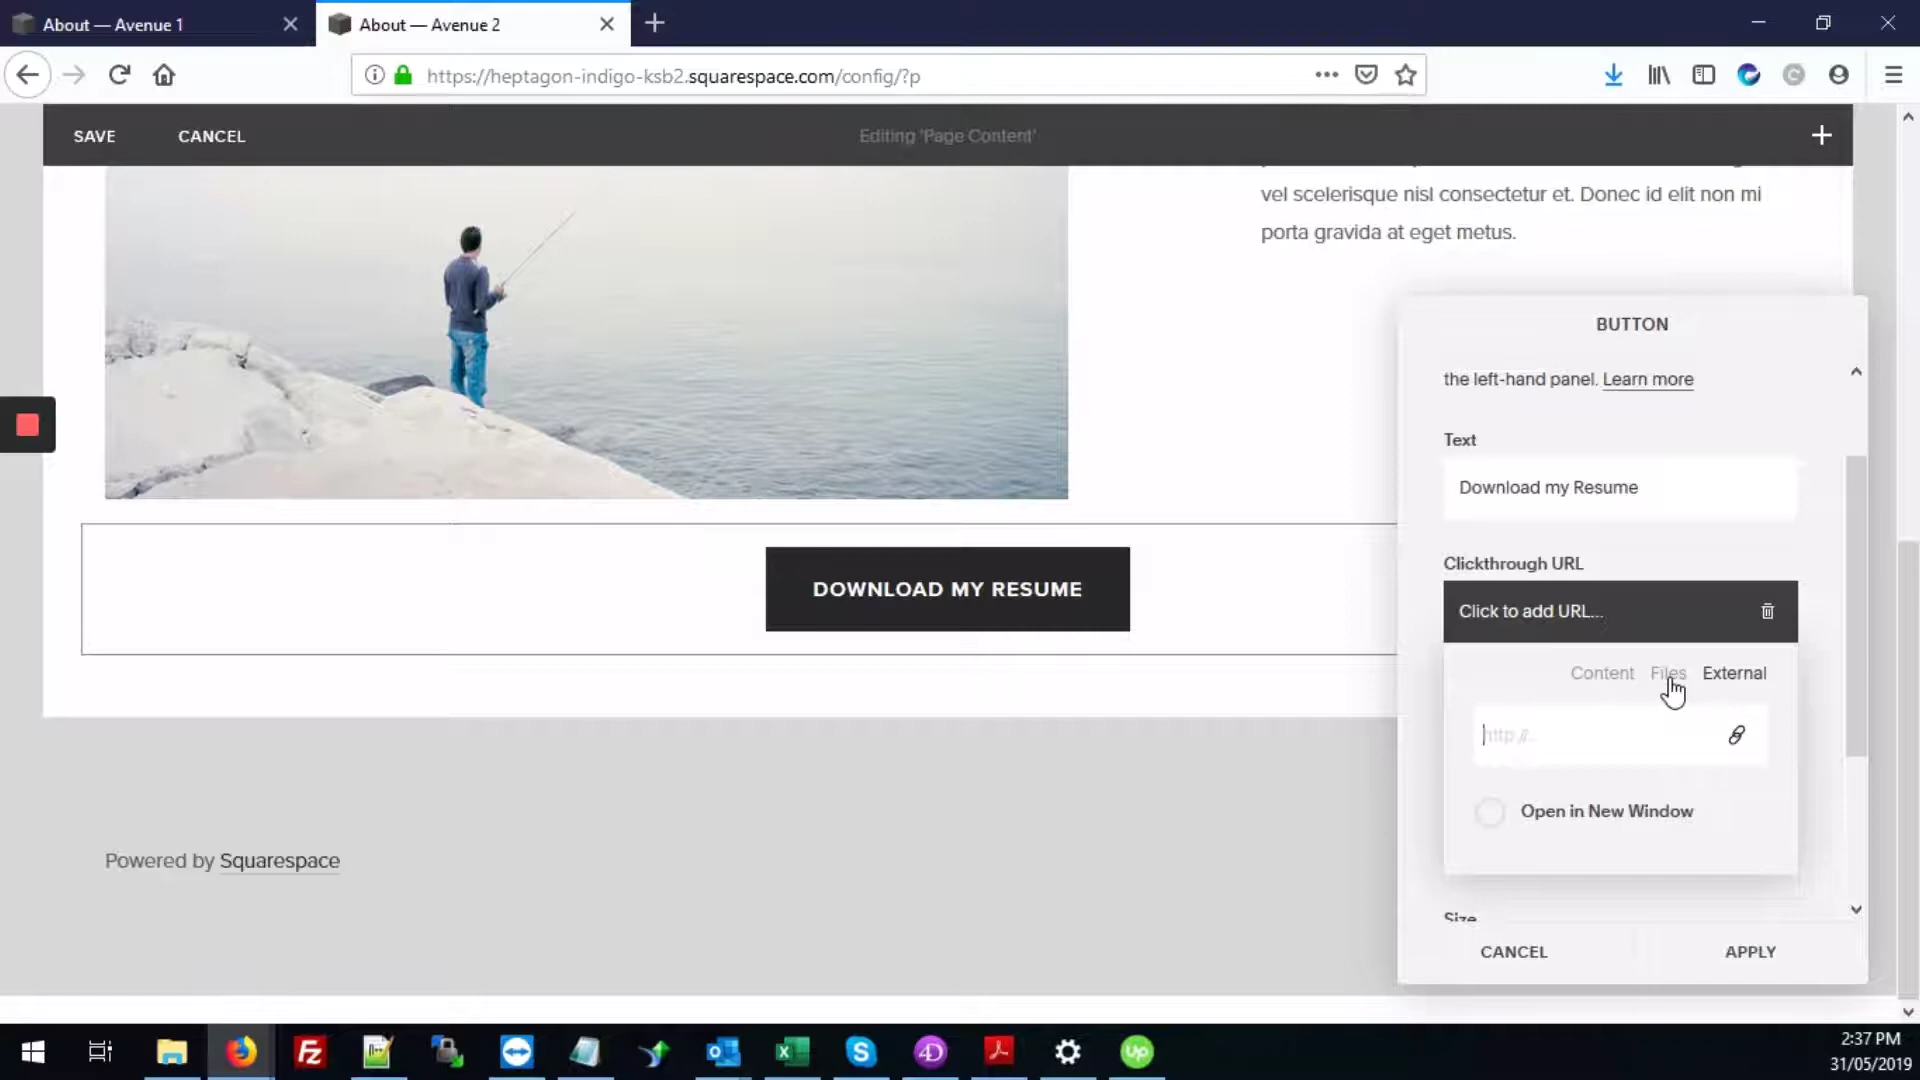 About — Avenue 1
About — Avenue 2
https://heptagon-indigo-ksb2.squarespace.com/config/?p
SAVE
CANCEL
Editing 'Page Content'
vel scelerisque nisl consectetur et. Donec id elit non mi
porta gravida at eget metus.
DOWNLOAD MY RESUME
Powered by Squarespace
BUTTON
the left-hand panel. Learn more
Text
Download my Resume
Clickthrough URL
Click to add URL...
Content Files External
http://...
Open in New Window
Size
CANCEL
APPLY
Fz
4D
Up
2:37 PM
31/05/2019